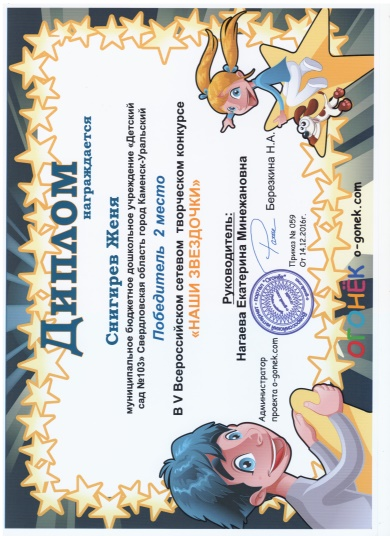 Диплом
награждается
Снигирев Женя
муниципальное бюджетное дошкольное учреждение «Детский
сад №103» Свердловская область город Каменск-Уральский
Победитель 2 место
В V Всероссийском сетевом творческом конкурсе
«НАШИ ЗВЕЗДОЧКИ»
Руководитель:
Нагаева Екатерина Минежановна
Администратор
проекта o-gonek.com
Березкина Н.А.
Приказ № 059
От 14.12.2016г.
ОГОНЁК o-gonek.com